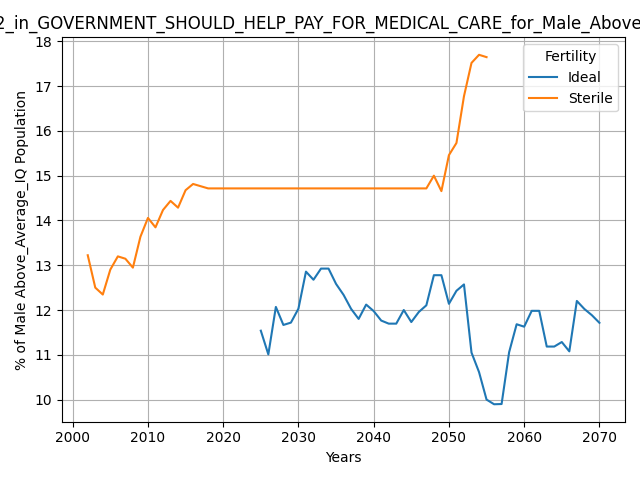 2_in_GOVERNMENT_SHOULD_HELP_PAY_FOR_MEDICAL_CARE_for_Male_Above
18
17
16
15
14
13
12
11
10
% of Male Above_Average_IQ Population
Fertility
Ideal
Sterile
2000 2010 2020 2030 2040 2050 2060 2070
Years